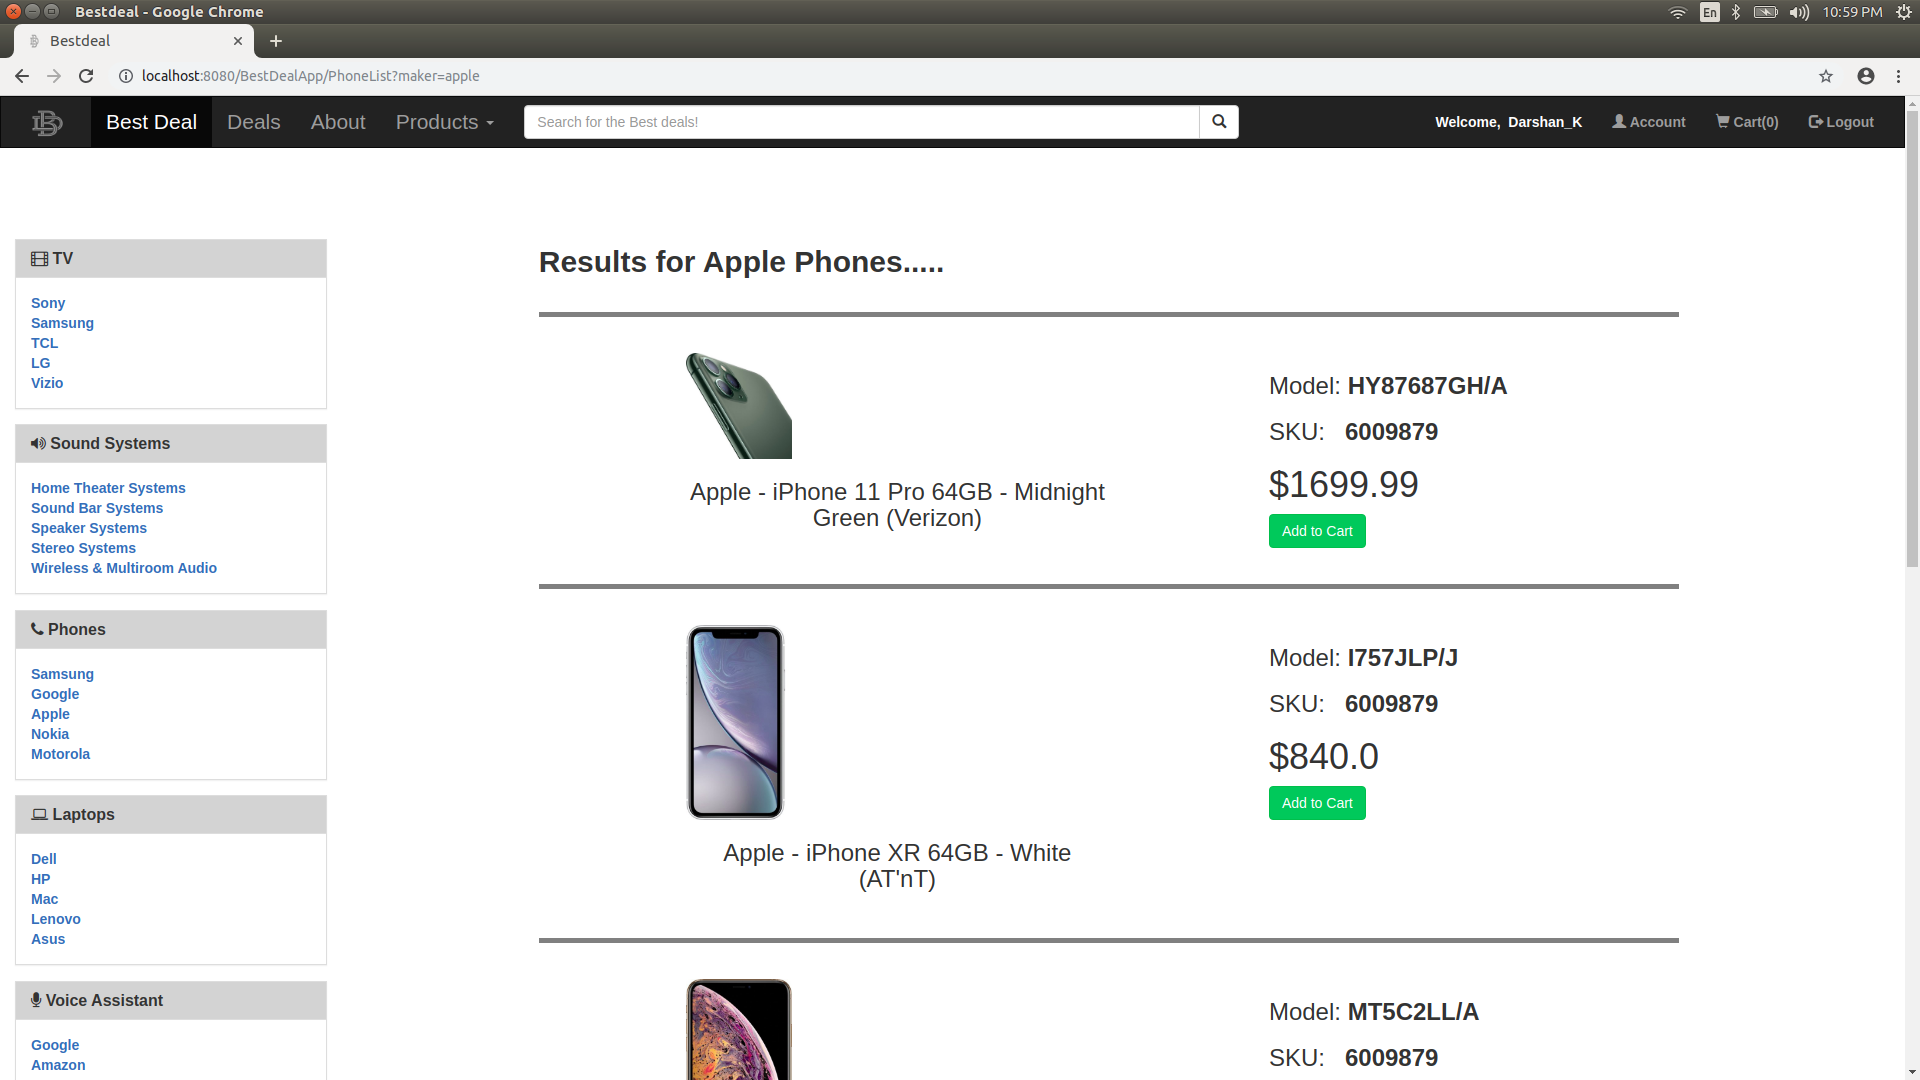 Bestdeal - Google Chrome
En
10:59 PM
Bestdeal
localhost:8080/BestDealApp/PhoneList?maker=apple
Best Deal
Deals
About
Products
Search for the Best deals!
Welcome, Darshan_K
Account
Cart(0)
Logout
TV
Sony
Samsung
TCL
LG
Vizio
Sound Systems
Home Theater Systems
Sound Bar Systems
Speaker Systems
Stereo Systems
Wireless & Multiroom Audio
Phones
Samsung
Google
Apple
Nokia
Motorola
Laptops
Dell
HP
Mac
Lenovo
Asus
Voice Assistant
Google
Amazon
Results for Apple Phones.....
Apple - iPhone 11 Pro 64GB - Midnight
Green (Verizon)
Model: HY87687GH/A
SKU: 6009879
$1699.99
Add to Cart
Apple - iPhone XR 64GB - White
(AT'nT)
Model: I757JLP/J
SKU: 6009879
$840.0
Add to Cart
Model: MT5C2LL/A
SKU: 6009879